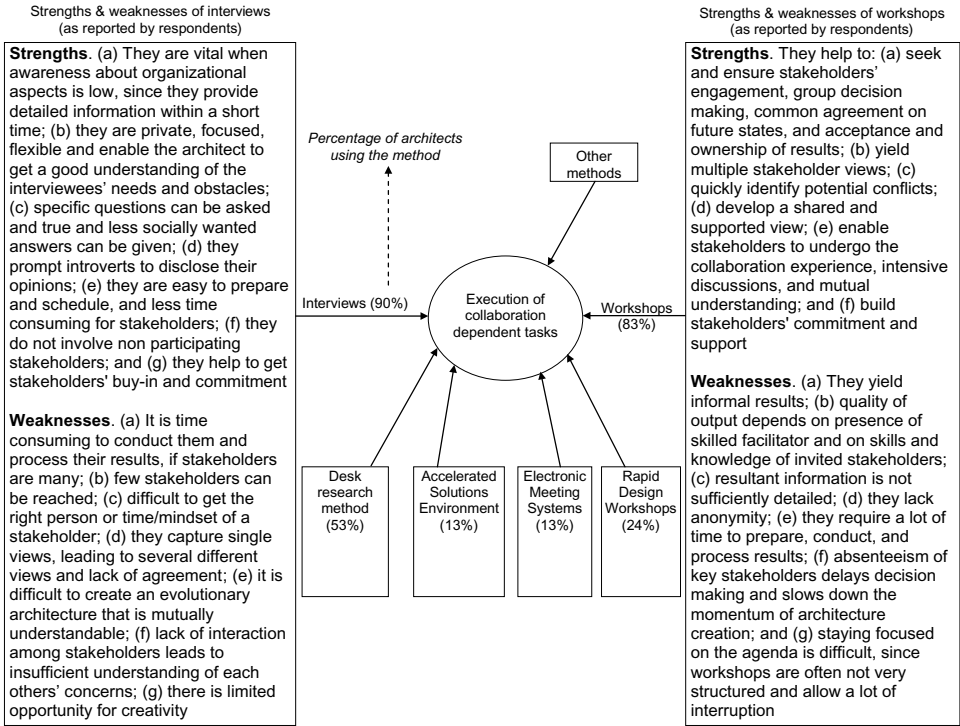 Strengths & weaknesses of interviews
(as reported by respondents)
Strengths. (a) They are vital when
awareness about organizational
aspects is low, since they provide
detailed information within a short
time; (b) they are private, focused,
flexible and enable the architect to
get a good understanding of the
interviewees' needs and obstacles;
(c) specific questions can be asked
and true and less socially wanted
answers can be given; (d) they
prompt introverts to disclose their
opinions; (e) they are easy to prepare
and schedule, and less time
consuming for stakeholders; (f) they
do not involve non participating
stakeholders; and (g) they help to get
stakeholders' buy-in and commitment
Weaknesses. (a) It is time
consuming to conduct them and
process their results, if stakeholders
are many; (b) few stakeholders can
be reached; (c) difficult to get the
right person or time/mindset of a
stakeholder; (d) they capture single
views, leading to several different
views and lack of agreement; (e) it is
difficult to create an evolutionary
architecture that is mutually
understandable; (f) lack of interaction
among stakeholders leads to
insufficient understanding of each
others' concerns; (g) there is limited
opportunity for creativity
Percentage of architects
using the method
Other
methods
Interviews (90%)
Execution of
collaboration
dependent tasks
Workshops
(83%)
Desk
research
method
(53%)
Accelerated
Solutions
Environment
(13%)
Electronic
Meeting
Systems
(13%)
Rapid
Design
Workshops
(24%)
Strengths & weaknesses of workshops
(as reported by respondents)
Strengths. They help to: (a) seek
and ensure stakeholders'
engagement, group decision
making, common agreement on
future states, and acceptance and
ownership of results; (b) yield
multiple stakeholder views; (c)
quickly identify potential conflicts;
(d) develop a shared and
supported view; (e) enable
stakeholders to undergo the
collaboration experience, intensive
discussions, and mutual
understanding; and (f) build
stakeholders' commitment and
support
Weaknesses. (a) They yield
informal results; (b) quality of
output depends on presence of
skilled facilitator and on skills and
knowledge of invited stakeholders;
(c) resultant information is not
sufficiently detailed; (d) they lack
anonymity; (e) they require a lot of
time to prepare, conduct, and
process results; (f) absenteeism of
key stakeholders delays decision
making and slows down the
momentum of architecture
creation; and (g) staying focused
on the agenda is difficult, since
workshops are often not very
structured and allow a lot of
interruption